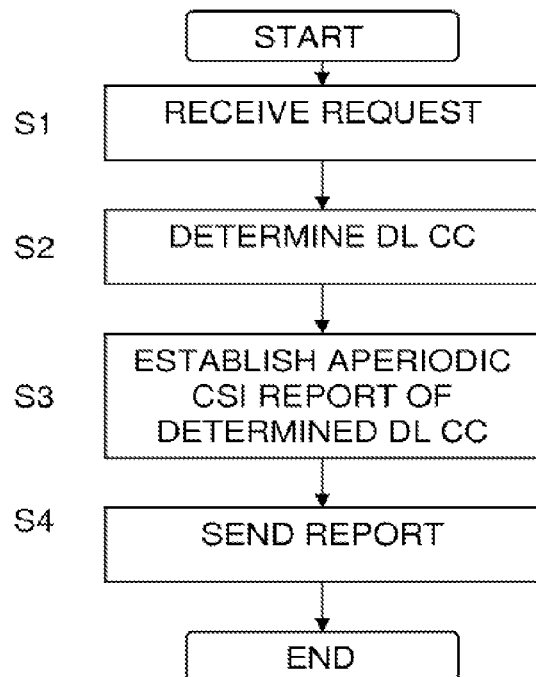 START
S1
RECEIVE REQUEST
S2
DETERMINE DL CC
S3
ESTABLISH APERIODIC
CSI REPORT OF
DETERMINED DL CC
S4
SEND REPORT
END